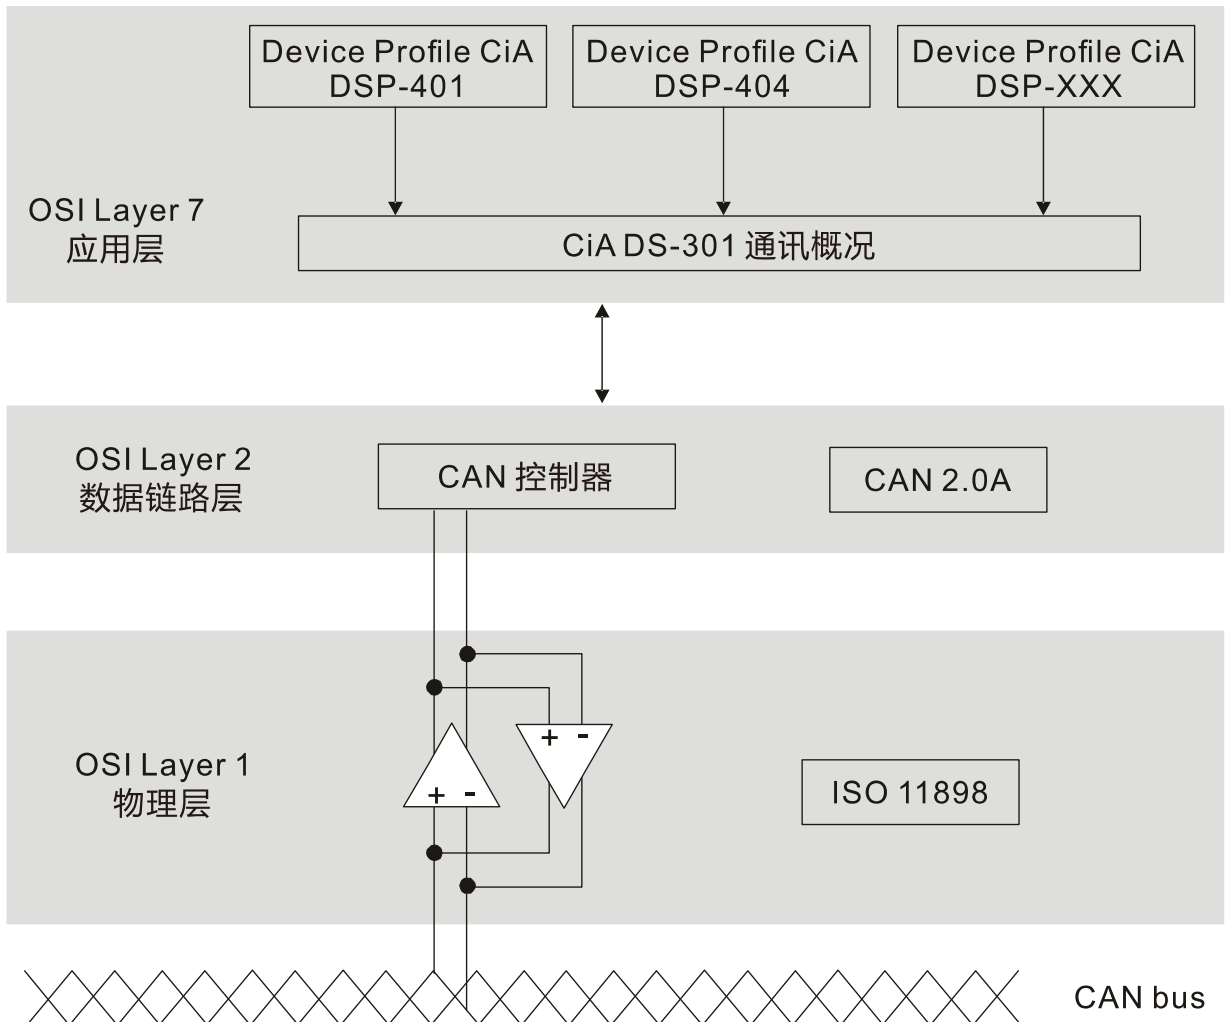 Device Profile CiA
DSP-401
Device Profile CiA
DSP-404
Device Profile CiA
DSP-XXX
OSI Layer 7
应用层
CiA DS-301 通讯概况
OSI Layer 2
数据链路层
CAN 控制器
CAN 2.0A
OSI Layer 1
物理层
+ -
+ -
ISO 11898
CAN bus